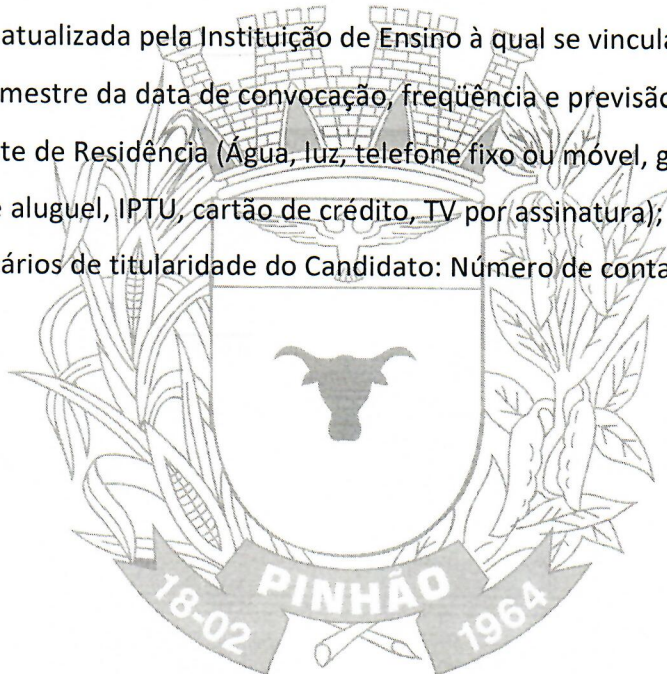 atualizada pela Instituição de Ensino à qual se vincula
mestre da data de convocação, freqüência e previsão
te de Residência (Água, luz, telefone fixo ou móvel, g
e aluguel, IPTU, cartão de crédito, TV por assinatura);
ários de titularidade do Candidato: Número de conta
PINHÃO
18-02
1964